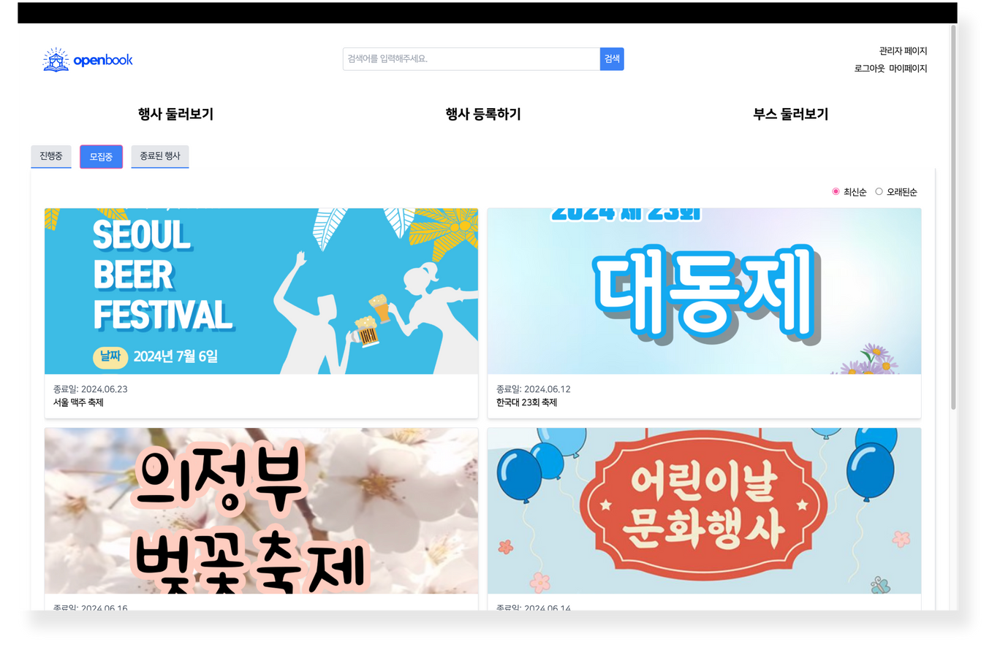 openbook
검색어를 입력해주세요.
검색
관리자 페이지
로그아웃 마이페이지
행사 둘러보기
행사 등록하기
부스 둘러보기
진행중
모집중
종료된 행사
최신순
오래된순
SEOUL
BEER
FESTIVAL
날짜 2024년 7월 6일
종료일: 2024.06.23
서울 맥주 축제
2024 제 23회
대동제
종료일: 2024.06.12
한국대 23회 축제
의정부
벚꽃축제
종료일: 2024.06.16
어린이날
문화행사
종료일: 2024.06.14